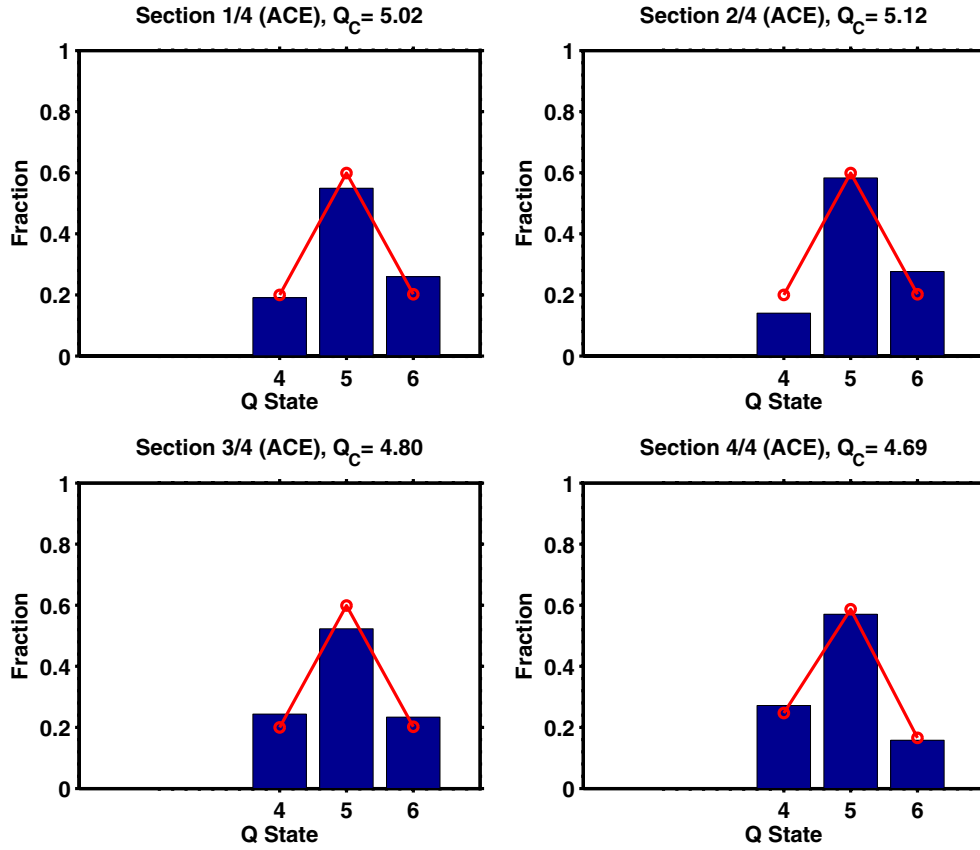 Section 1/4 (ACE), Q_C= 5.02
1
0.8
0.6
0.4
0.2
0
Fraction
4 5 6
Q State
Section 2/4 (ACE), Q_C= 5.12
1
0.8
0.6
0.4
0.2
0
Fraction
4 5 6
Q State
Section 3/4 (ACE), Q_C= 4.80
1
0.8
0.6
0.4
0.2
0
Fraction
4 5 6
Q State
Section 4/4 (ACE), Q_C= 4.69
1
0.8
0.6
0.4
0.2
0
Fraction
4 5 6
Q State